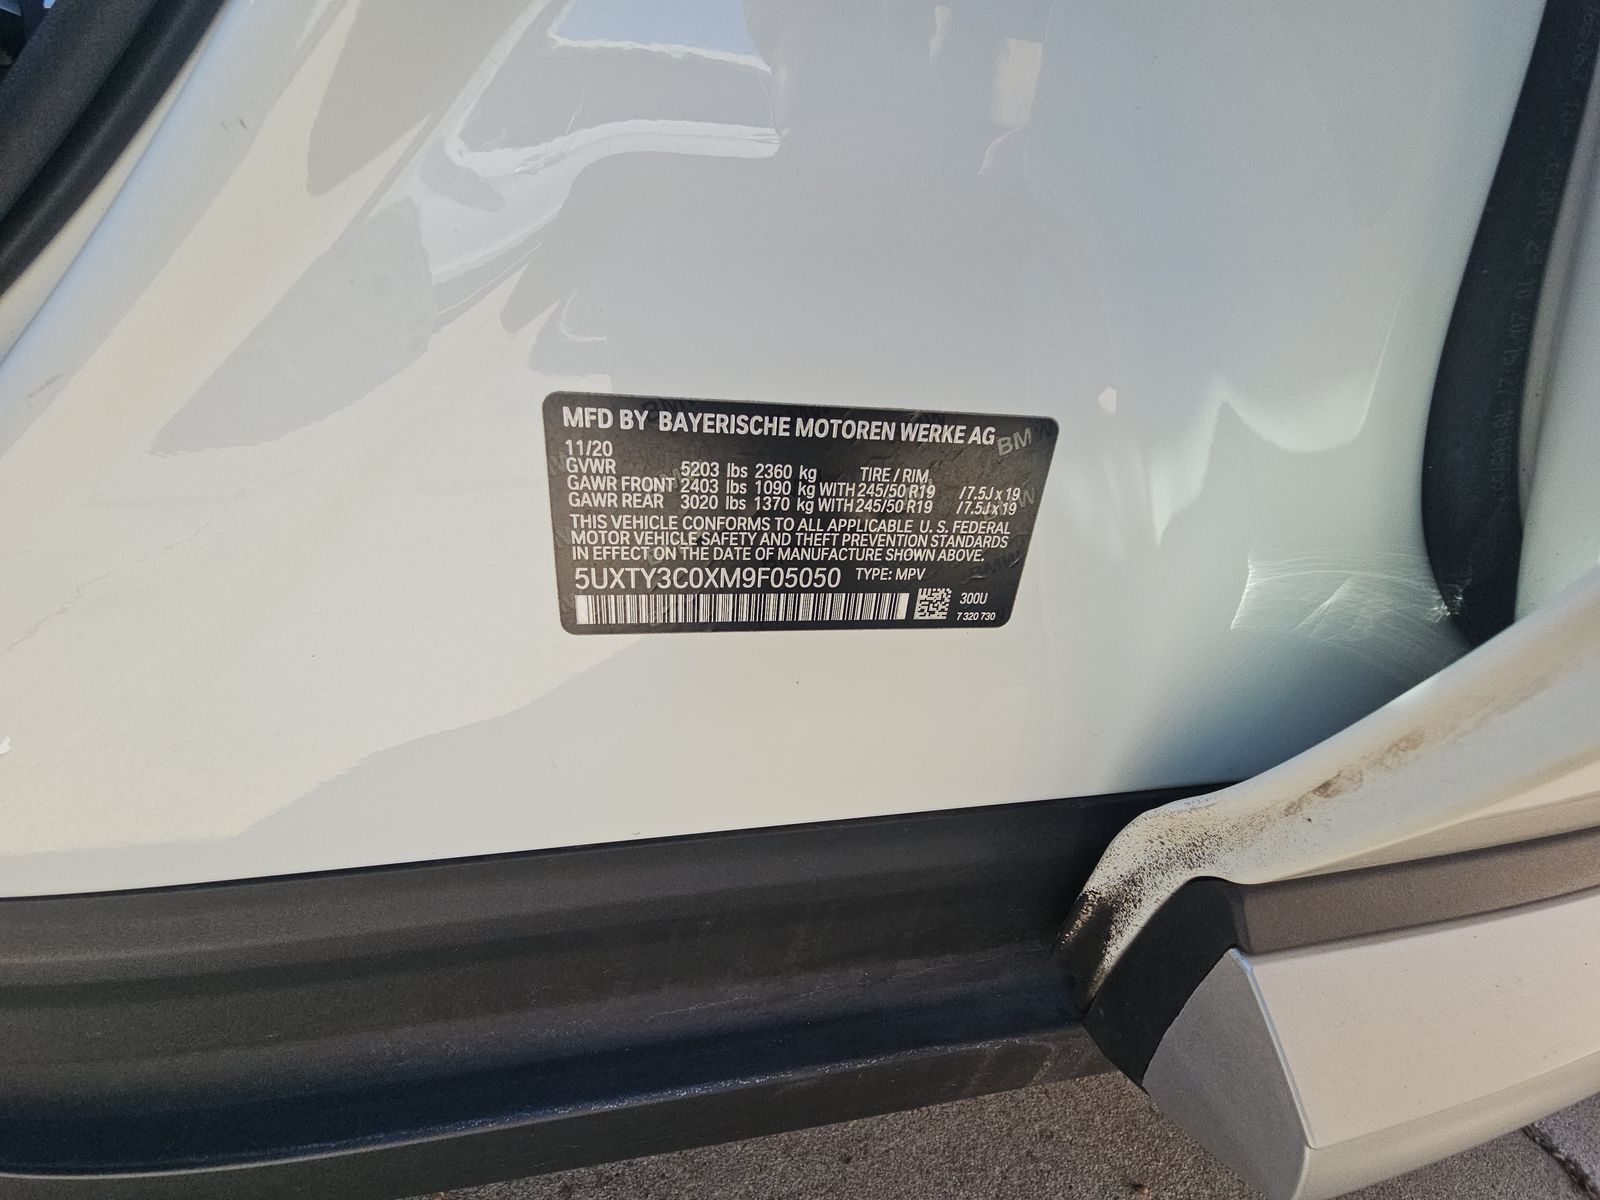 MFD BY BAYERISCHE MOTOREN WERKE AG
11/20
GVWR 5203 lbs 2360 kg TIRE / RIM
GAWR FRONT 2403 lbs 1090 kg WITH 245/50 R19 / 7.5J x 19
GAWR REAR 3020 lbs 1370 kg WITH 245/50 R19 / 7.5J x 19
THIS VEHICLE CONFORMS TO ALL APPLICABLE U. S. FEDERAL
MOTOR VEHICLE SAFETY AND THEFT PREVENTION STANDARDS
IN EFFECT ON THE DATE OF MANUFACTURE SHOWN ABOVE.
5UXTY3C0XM9F05050 TYPE: MPV
300U
7 320 730